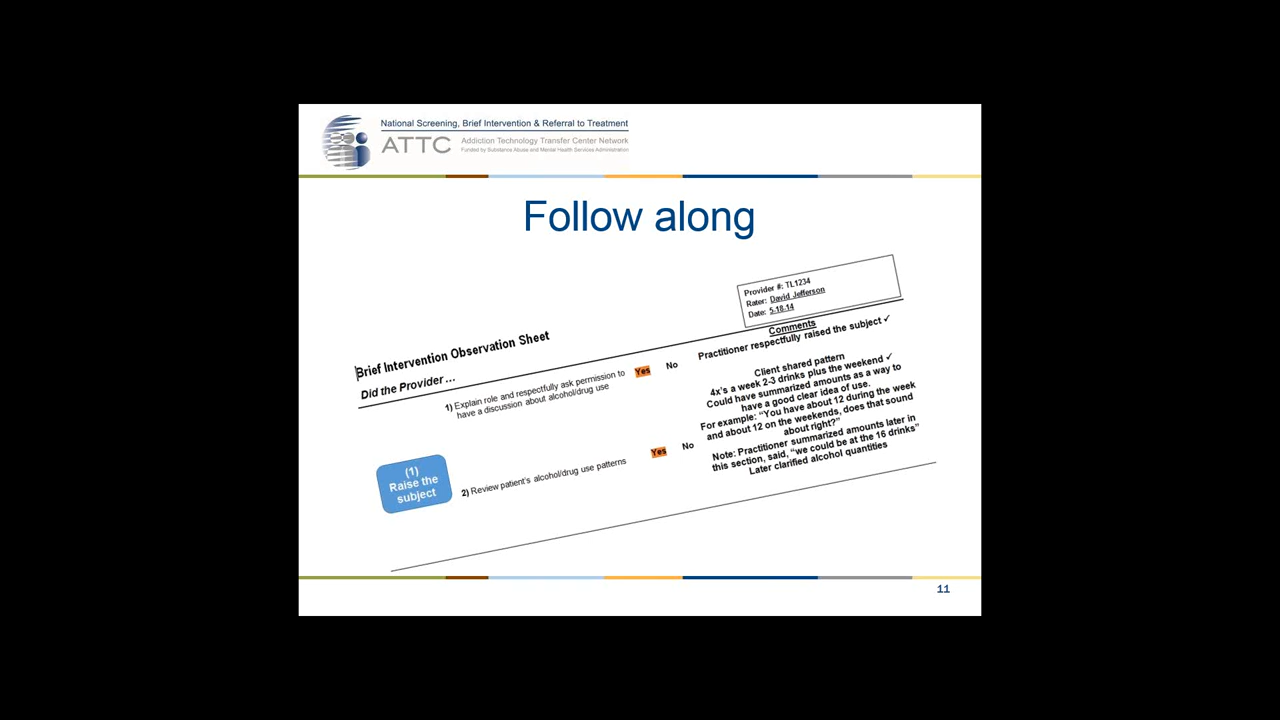 National Screening, Brief Intervention & Referral to Treatment
ATTC
Addiction Technology Transfer Center Network
Funded by Substance Abuse and Mental Health Services Administration
Follow along
Provider #: TL1234
Rater: David Jefferson
Date: 5.18.14
Brief Intervention Observation Sheet
Did the Provider ...
Comments
1) Explain role and respectfully ask permission to
have a discussion about alcohol/drug use
Yes
No
Practitioner respectfully raised the subject ✓
(1)
Raise the
subject
2) Review patient's alcohol/drug use patterns
Yes
No
Client shared pattern
4x's a week 2-3 drinks plus the weekend ✓
Could have summarized amounts as a way to
have a good clear idea of use.
For example: "You have about 12 during the week
and about 12 on the weekends, does that sound
about right?"
Note: Practitioner summarized amounts later in
this section, said, "we could be at the 16 drinks"
Later clarified alcohol quantities
11